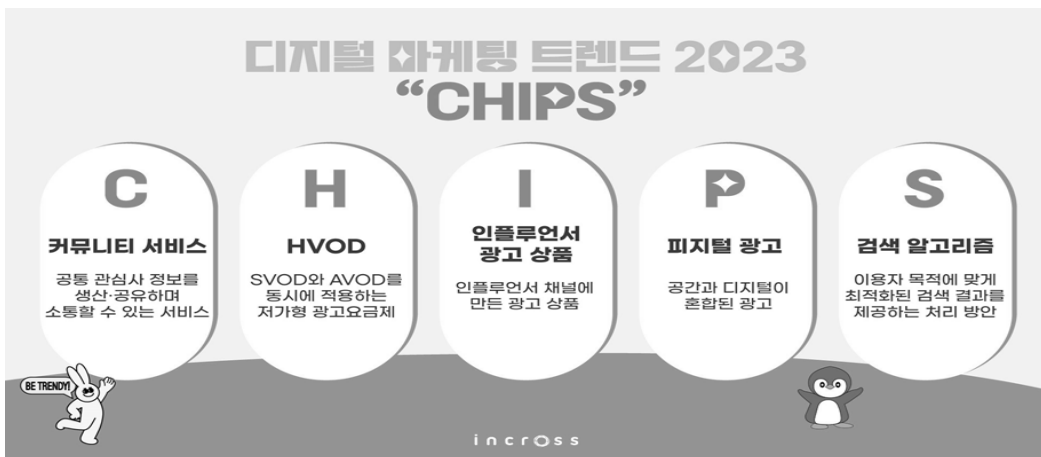 디지털 마케팅 트렌드 2023
“CHIPS”
C
커뮤니티 서비스
공통 관심사 정보를
생산·공유하며
소통할 수 있는 서비스
H
HVOD
SVOD와 AVOD를
동시에 적용하는
저가형 광고요금제
I
인플루언서
광고 상품
인플루언서 채널에
만든 광고 상품
P
피지털 광고
공간과 디지털이
혼합된 광고
S
검색 알고리즘
이용자 목적에 맞게
최적화된 검색 결과를
제공하는 처리 방안
BE TRENDY!
incross